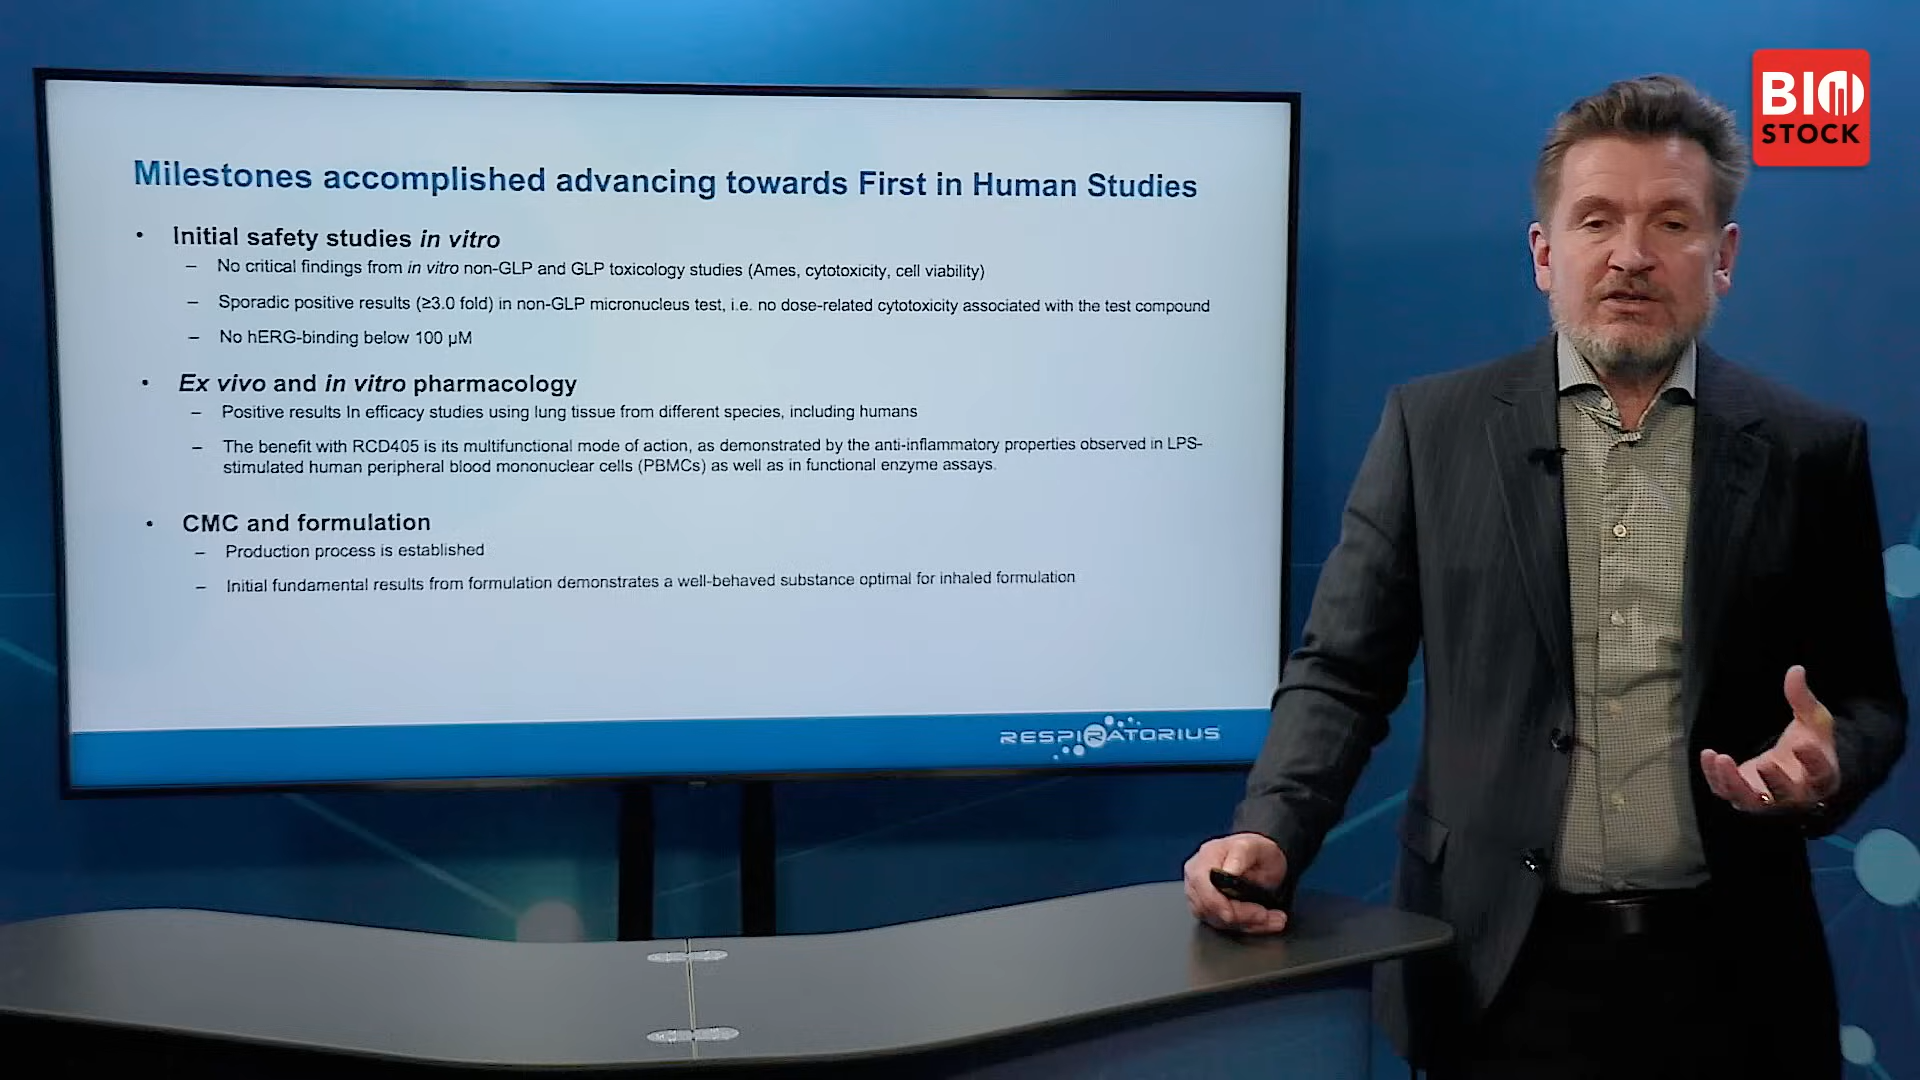 BIO
STOCK
Milestones accomplished advancing towards First in Human Studies
• Initial safety studies in vitro
– No critical findings from in vitro non-GLP and GLP toxicology studies (Ames, cytotoxicity, cell viability)
– Sporadic positive results (≥3.0 fold) in non-GLP micronucleus test, i.e. no dose-related cytotoxicity associated with the test compound
– No hERG-binding below 100 µM
• Ex vivo and in vitro pharmacology
– Positive results In efficacy studies using lung tissue from different species, including humans
– The benefit with RCD405 is its multifunctional mode of action, as demonstrated by the anti-inflammatory properties observed in LPS-
stimulated human peripheral blood mononuclear cells (PBMCs) as well as in functional enzyme assays.
• CMC and formulation
– Production process is established
– Initial fundamental results from formulation demonstrates a well-behaved substance optimal for inhaled formulation
RESPIRATORIUS